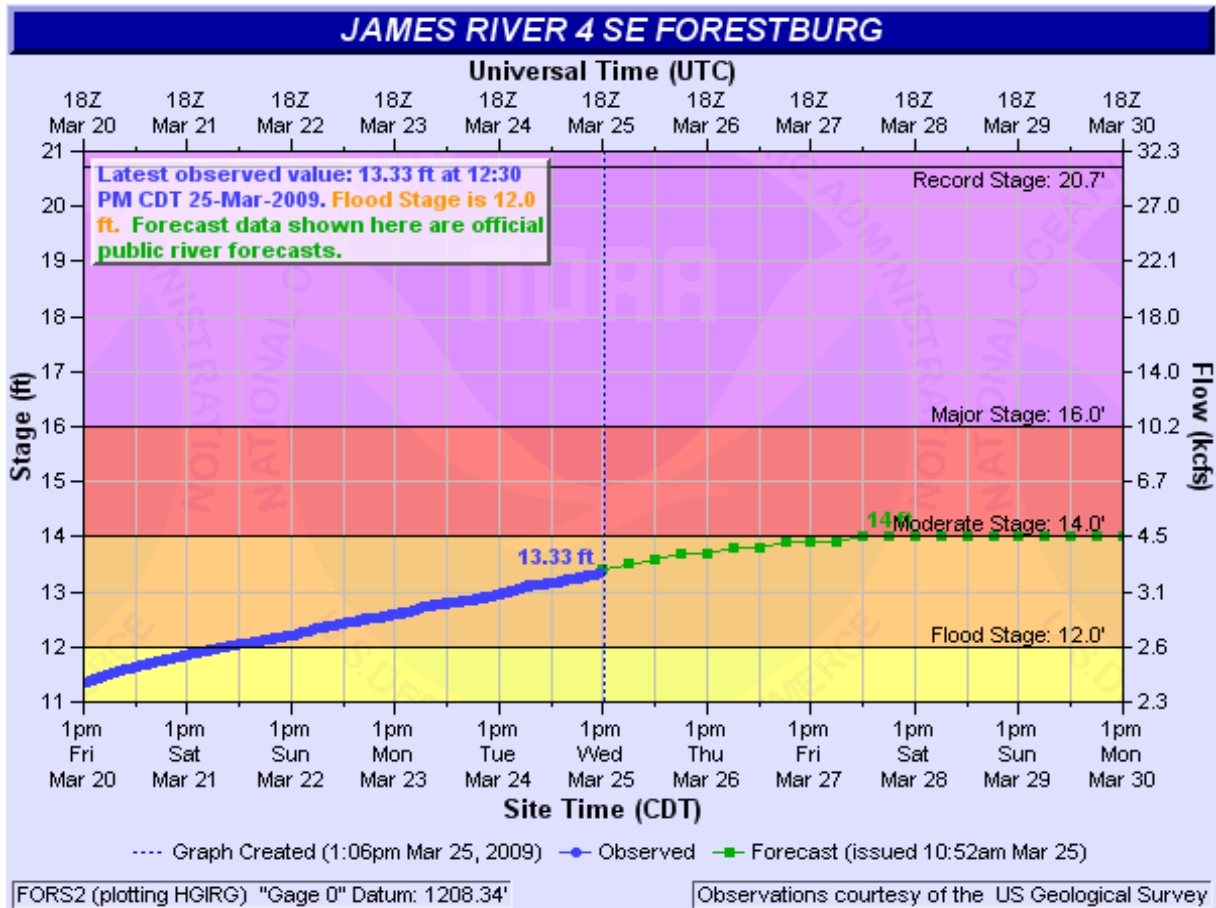 JAMES RIVER 4 SE FORESTBURG
Universal Time (UTC)
18Z 18Z 18Z 18Z 18Z 18Z 18Z 18Z 18Z 18Z 18Z
Mar 20 Mar 21 Mar 22 Mar 23 Mar 24 Mar 25 Mar 26 Mar 27 Mar 28 Mar 29 Mar 30
Latest observed value: 13.33 ft at 12:30
PM CDT 25-Mar-2009. Flood Stage is 12.0
ft. Forecast data shown here are official
public river forecasts.
Stage (ft)
21
20
19
18
17
16
15
14
13
12
11
NOAA
Record Stage: 20.7'
Major Stage: 16.0'
14 ft
Moderate Stage: 14.0'
13.33 ft
Flood Stage: 12.0'
32.3
27.0
22.1
18.0
14.0
10.2
6.7
4.5
3.1
2.6
2.3
Flow (kcfs)
1pm 1pm 1pm 1pm 1pm 1pm 1pm 1pm 1pm 1pm 1pm
Fri Sat Sun Mon Tue Wed Thu Fri Sat Sun Mon
Mar 20 Mar 21 Mar 22 Mar 23 Mar 24 Mar 25 Mar 26 Mar 27 Mar 28 Mar 29 Mar 30
Site Time (CDT)
Graph Created (1:06pm Mar 25, 2009) Observed Forecast (issued 10:52am Mar 25)
FORS2 (plotting HGIRG) "Gage 0" Datum: 1208.34'
Observations courtesy of the US Geological Survey